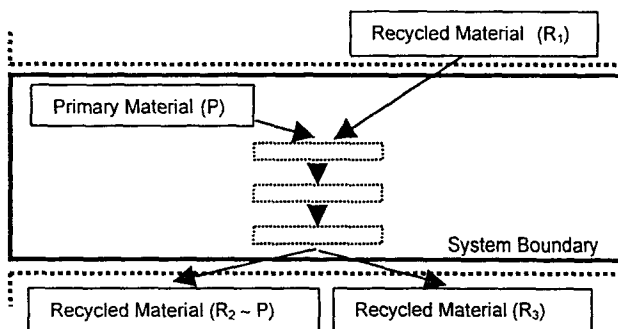 Recycled Material (R₁)
Primary Material (P)
System Boundary
Recycled Material (R₂ ~ P)
Recycled Material (R₃)